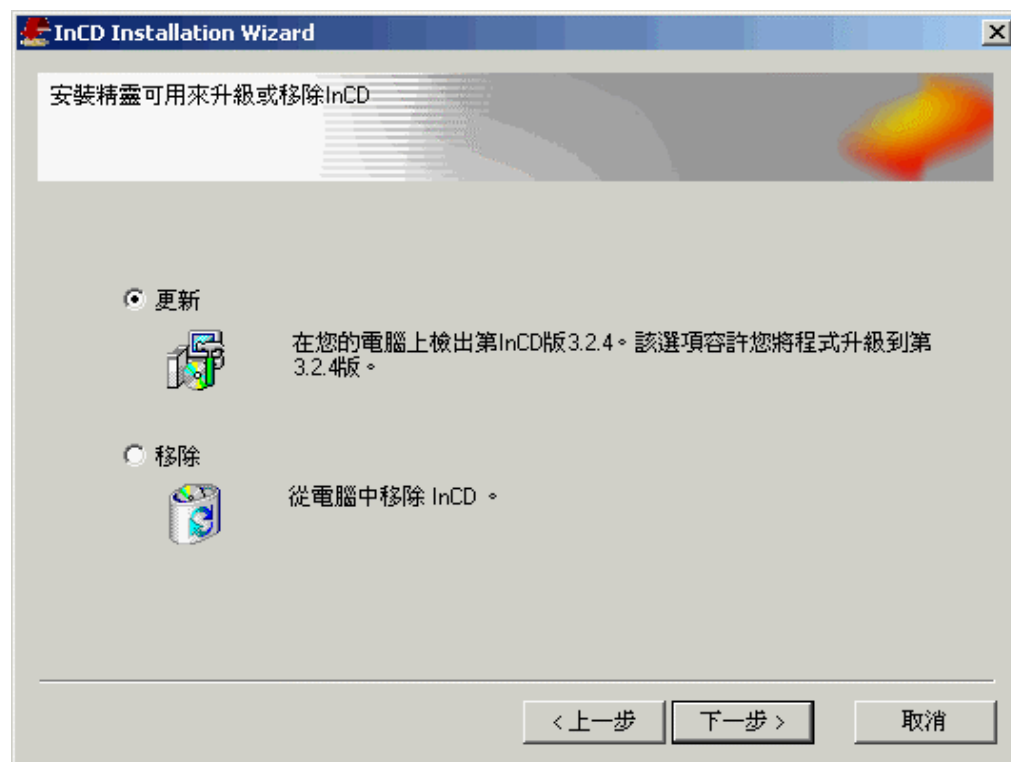 InCD Installation Wizard
安裝精靈可用來升級或移除InCD
更新
在您的電腦上檢出第InCD版3.2.4。該選項容許您將程式升級到第
3.2.4版。
移除
從電腦中移除 InCD 。
<上一步
下一步>
取消